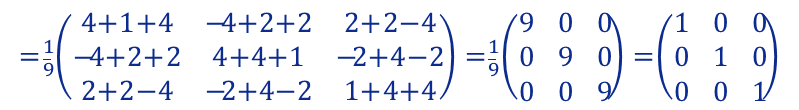 =1/9(4+1+4 −4+2+2 2+2−4
−4+2+2 4+4+1 −2+4−2
2+2−4 −2+4−2 1+4+4) =1/9(9 0 0
0 9 0
0 0 9) =(1 0 0
0 1 0
0 0 1)